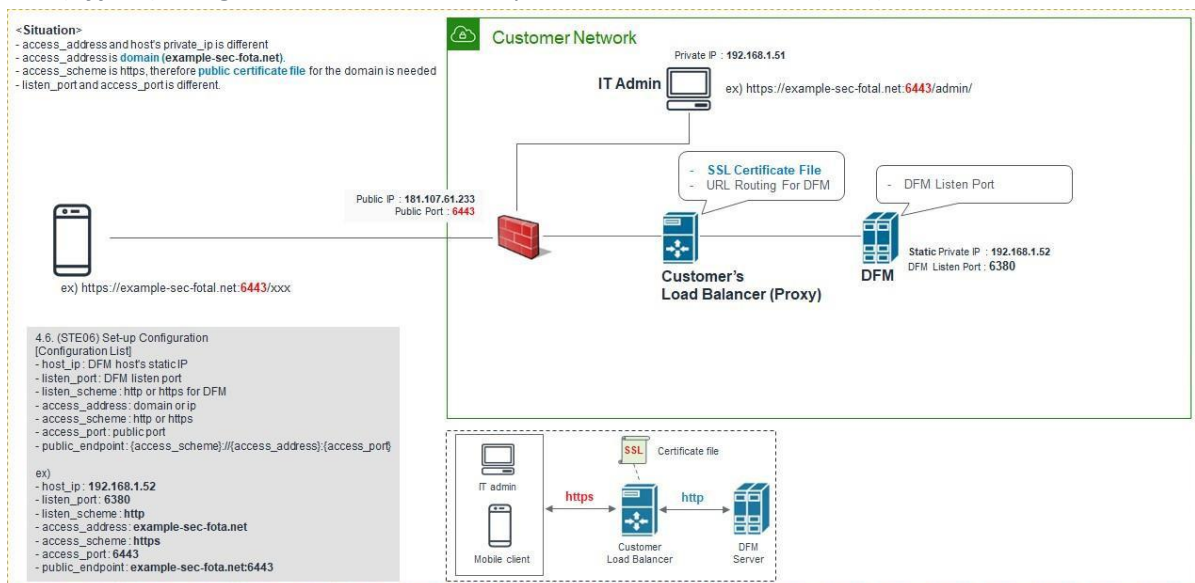 <Situation>
- access_address and host's private_ip is different
- access_address is domain (example-sec-fota.net).
- access_scheme is https, therefore public certificate file for the domain is needed
- listen_port and access_port is different.
Customer Network
Private IP : 192.168.1.51
IT Admin
ex) https://example-sec-fotal.net:6443/admin/
- SSL Certificate File
- URL Routing For DFM
- DFM Listen Port
Public IP : 181.107.61.233
Public Port : 6443
Static Private IP : 192.168.1.52
DFM Listen Port : 6380
Customer's
Load Balancer (Proxy)
DFM
ex) https://example-sec-fotal.net:6443/xxx
4.6. (STE06) Set-up Configuration
[Configuration List]
- host_ip : DFM host's static IP
- listen_port : DFM listen port
- listen_scheme : http or https for DFM
- access_address: domain or ip
- access_scheme : http or https
- access_port : public port
- public_endpoint : {access_scheme}://{access_address}:{access_port}
ex)
- host_ip : 192.168.1.52
- listen_port : 6380
- listen_scheme : http
- access_address: example-sec-fota.net
- access_scheme : https
- access_port : 6443
- public_endpoint : example-sec-fota.net:6443
SSL
Certificate file
IT admin
https
http
Mobile client
Customer
Load Balancer
DFM
Server